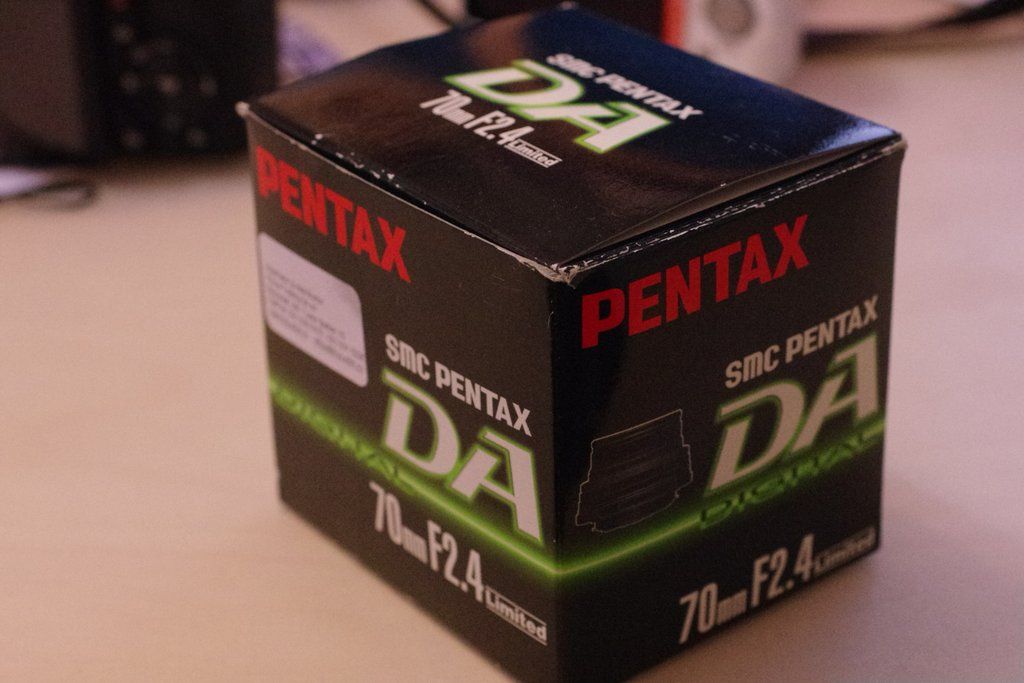 SMC PENTAX
DA
70mm F2.4 Limited
PENTAX
SMC PENTAX
DA
DIGITAL
70mm F2.4 Limited
PENTAX
SMC PENTAX
DA
DIGITAL
70mm F2.4 Limited